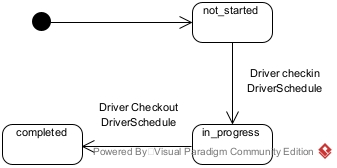 not_started
Driver checkin
DriverSchedule
Driver Checkout
DriverSchedule
completed
in_progress
Powered By: Visual Paradigm Community Edition